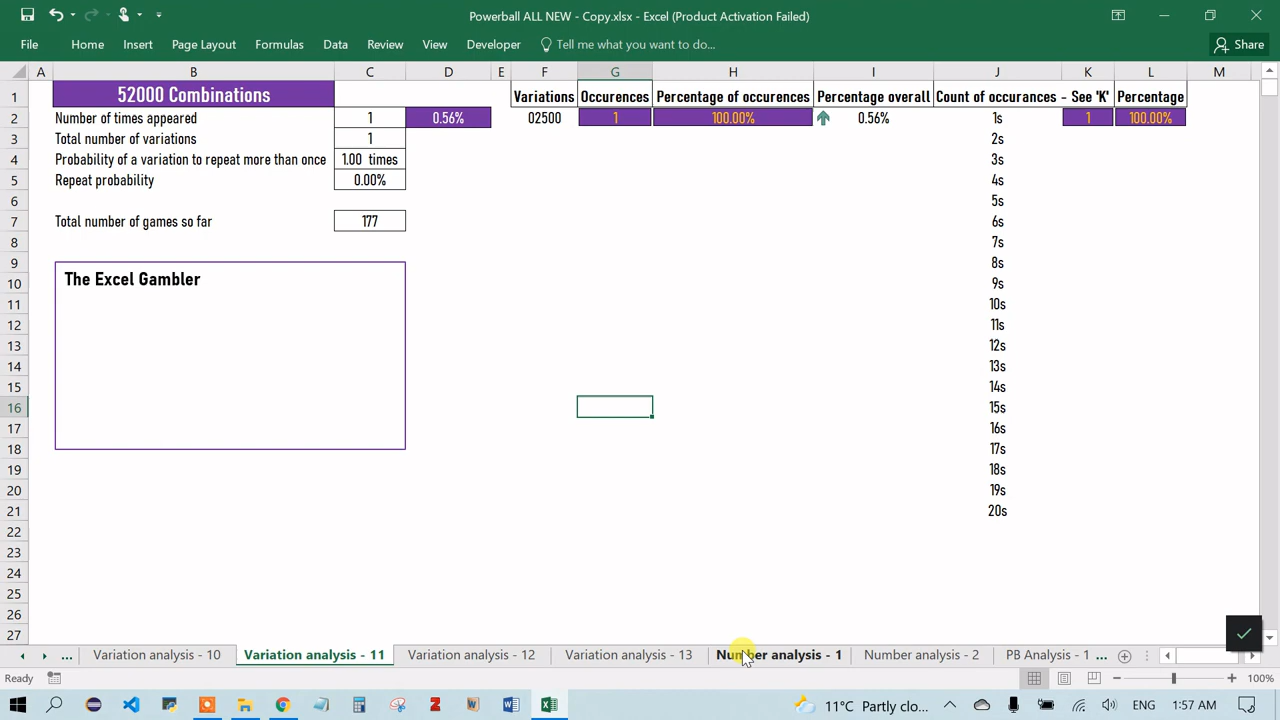 Powerball ALL NEW - Copy.xlsx - Excel (Product Activation Failed)
File Home Insert Page Layout Formulas Data Review View Developer Tell me what you want to do... Share
A B C D E F G H I J K L M
1 52000 Combinations Variations Occurences Percentage of occurences Percentage overall Count of occurances - See 'K' Percentage
2 Number of times appeared 1 0.56% 02500 1 100.00% 0.56% 1s 1 100.00%
3 Total number of variations 1 2s
4 Probability of a variation to repeat more than once 1.00 times 3s
5 Repeat probability 0.00% 4s
6 5s
7 Total number of games so far 177 6s
8 7s
9 8s
10 The Excel Gambler 9s
11 10s
12 11s
13 12s
14 13s
15 14s
16 15s
17 16s
18 17s
19 18s
20 19s
21 20s
22
23
24
25
26
27
... Variation analysis - 10 Variation analysis - 11 Variation analysis - 12 Variation analysis - 13 Number analysis - 1 Number analysis - 2 PB Analysis - 1 ...
Ready 100%
11°C Partly clo... ENG 1:57 AM